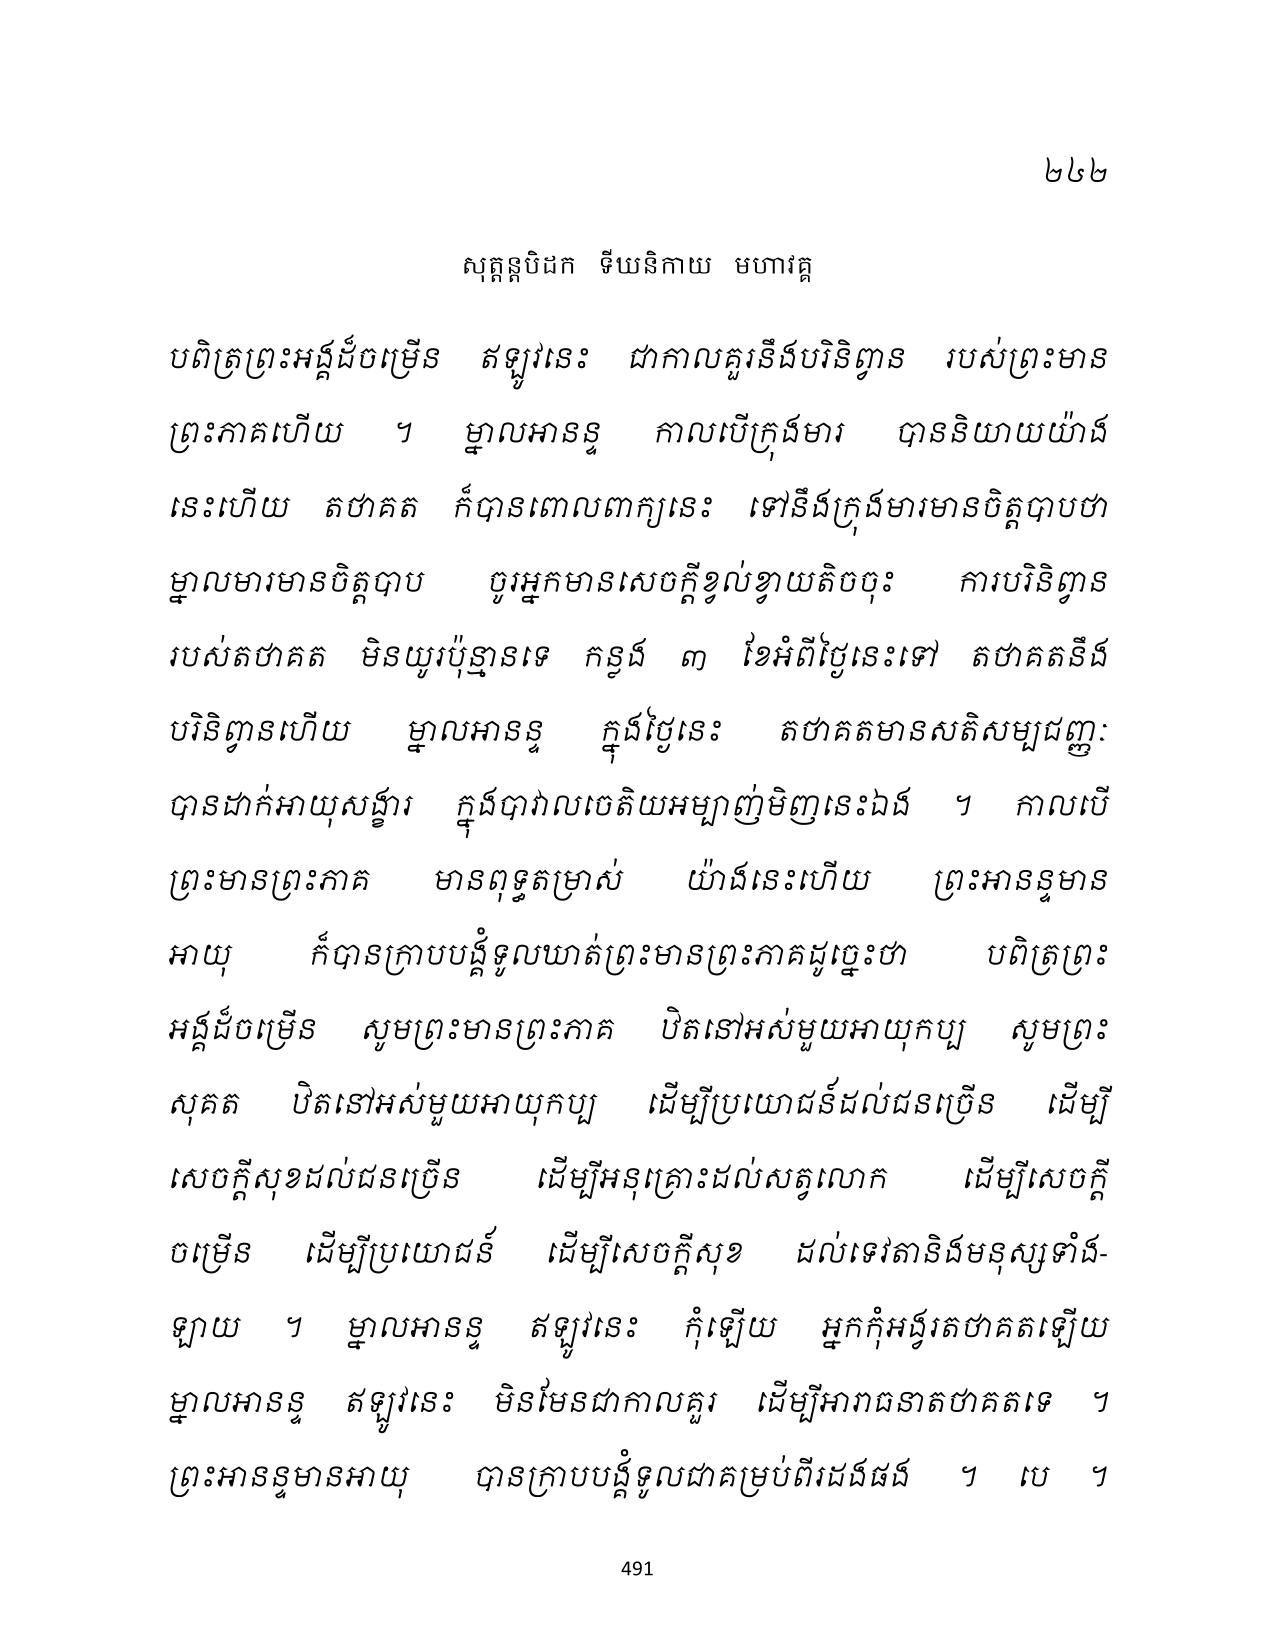 ២៤២
សុត្តន្តបិដក ទីឃនិកាយ មហាវគ្គ
បពិត្រព្រះអង្គដ៏ចម្រើន ឥឡូវនេះ ជាកាលគួរនឹងបរិនិព្វាន របស់ព្រះមាន
ព្រះភាគហើយ ។ ម្នាលអានន្ទ កាលបើក្រុងមារ បាននិយាយយ៉ាង
នេះហើយ តថាគត ក៏បានពោលពាក្យនេះ ទៅនឹងក្រុងមារមានចិត្តបាបថា
ម្នាលមារមានចិត្តបាប ចូរអ្នកមានសេចក្តីខ្វល់ខ្វាយតិចចុះ ការបរិនិព្វាន
របស់តថាគត មិនយូរប៉ុន្មានទេ កន្លង ៣ ខែអំពីថ្ងៃនេះទៅ តថាគតនឹង
បរិនិព្វានហើយ ម្នាលអានន្ទ ក្នុងថ្ងៃនេះ តថាគតមានសតិសម្បជញ្ញៈ
បានដាក់អាយុសង្ខារ ក្នុងបាវាលចេតិយអម្បាញ់មិញនេះឯង ។ កាលបើ
ព្រះមានព្រះភាគ មានពុទ្ធតម្រាស់ យ៉ាងនេះហើយ ព្រះអានន្ទមាន
អាយុ ក៏បានក្រាបបង្គំទូលឃាត់ព្រះមានព្រះភាគដូច្នេះថា បពិត្រព្រះ
អង្គដ៏ចម្រើន សូមព្រះមានព្រះភាគ ឋិតនៅអស់មួយអាយុកប្ប សូមព្រះ
សុគត ឋិតនៅអស់មួយអាយុកប្ប ដើម្បីប្រយោជន៍ដល់ជនច្រើន ដើម្បី
សេចក្តីសុខដល់ជនច្រើន ដើម្បីអនុគ្រោះដល់សត្វលោក ដើម្បីសេចក្តី
ចម្រើន ដើម្បីប្រយោជន៍ ដើម្បីសេចក្តីសុខ ដល់ទេវតានិងមនុស្សទាំង-
ឡាយ ។ ម្នាលអានន្ទ ឥឡូវនេះ កុំឡើយ អ្នកកុំអង្វរតថាគតឡើយ
ម្នាលអានន្ទ ឥឡូវនេះ មិនមែនជាកាលគួរ ដើម្បីអារាធនាតថាគតទេ ។
ព្រះអានន្ទមានអាយុ បានក្រាបបង្គំទូលជាគម្រប់ពីរដងផង ។ បេ ។
491